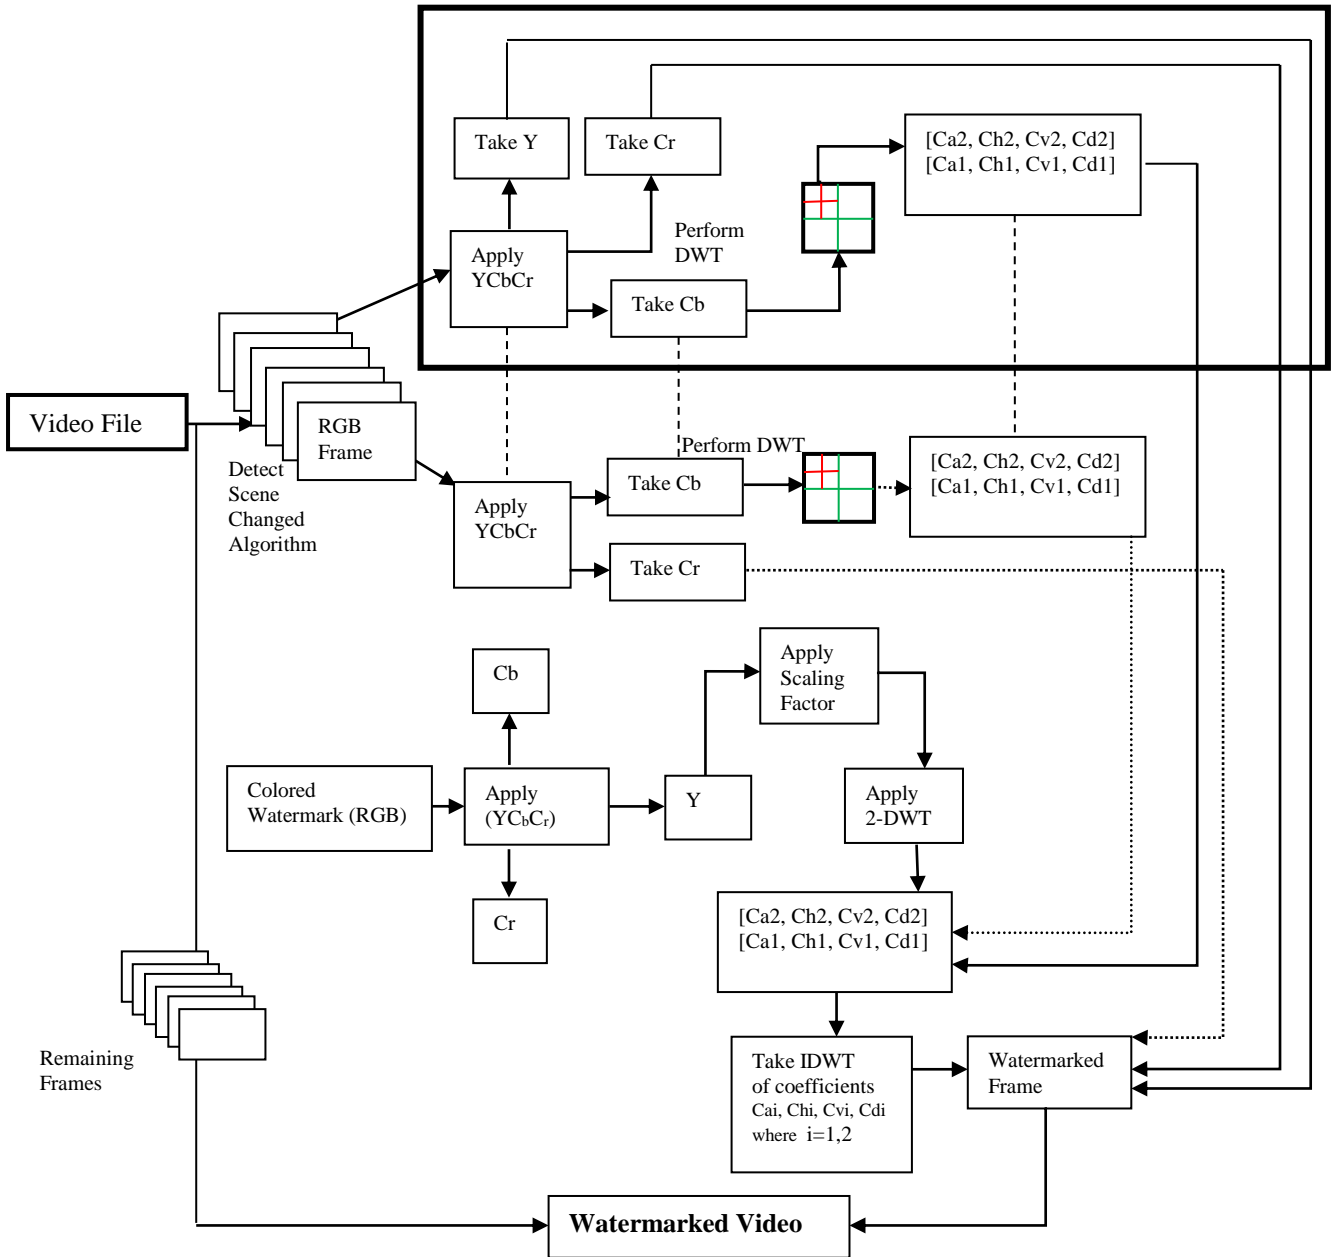 Take Y
Take Cr
[Ca2, Ch2, Cv2, Cd2]
[Ca1, Ch1, Cv1, Cd1]
Apply
YCbCr
Perform
DWT
Take Cb
Video File
RGB
Frame
Detect
Scene
Changed
Algorithm
Perform DWT
Take Cb
[Ca2, Ch2, Cv2, Cd2]
[Ca1, Ch1, Cv1, Cd1]
Apply
YCbCr
Take Cr
Cb
Apply
Scaling
Factor
Colored
Watermark (RGB)
Apply
(YCbCr)
Y
Apply
2-DWT
Cr
[Ca2, Ch2, Cv2, Cd2]
[Ca1, Ch1, Cv1, Cd1]
Remaining
Frames
Take IDWT
of coefficients
Cai, Chi, Cvi, Cdi
where i=1,2
Watermarked
Frame
Watermarked Video